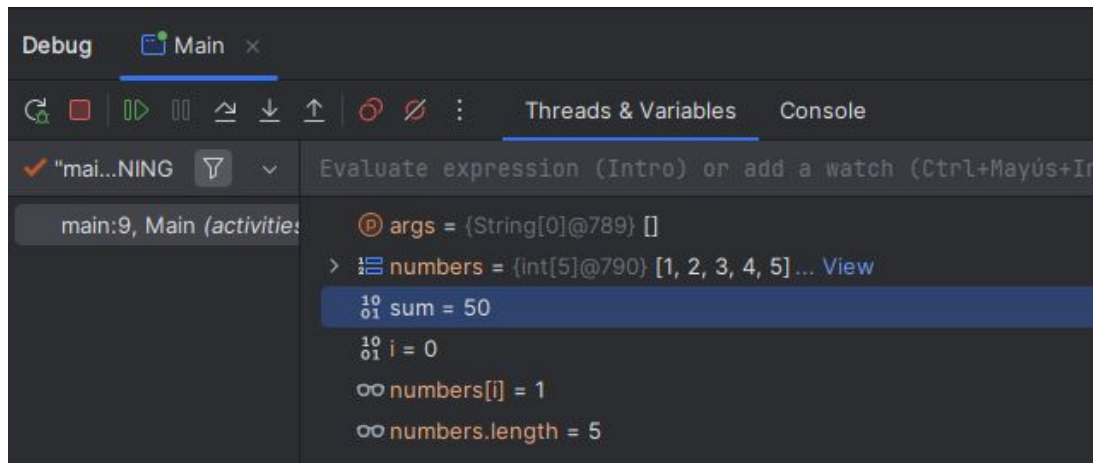 Debug Main
Threads & Variables Console
"mai...NING Evaluate expression (Intro) or add a watch (Ctrl+Mayús+In
main:9, Main (activities
args = {String[0]@789} []
numbers = {int[5]@790} [1, 2, 3, 4, 5] ... View
sum = 50
i = 0
numbers[i] = 1
numbers.length = 5